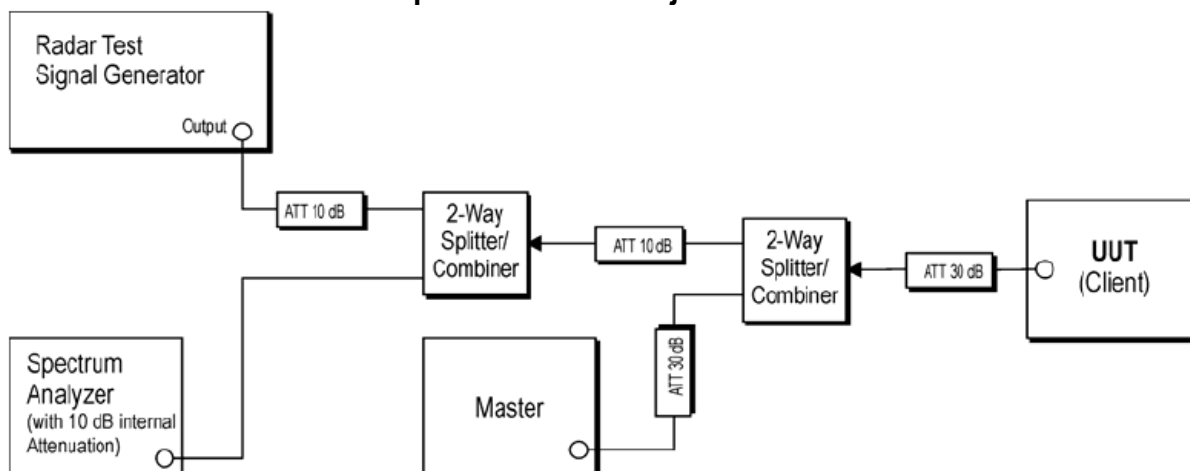 Radar Test
Signal Generator
Output
ATT 10 dB
2-Way
Splitter/
Combiner
ATT 10 dB
2-Way
Splitter/
Combiner
ATT 30 dB
UUT
(Client)
Spectrum
Analyzer
(with 10 dB internal
Attenuation)
Master
ATT 30 dB